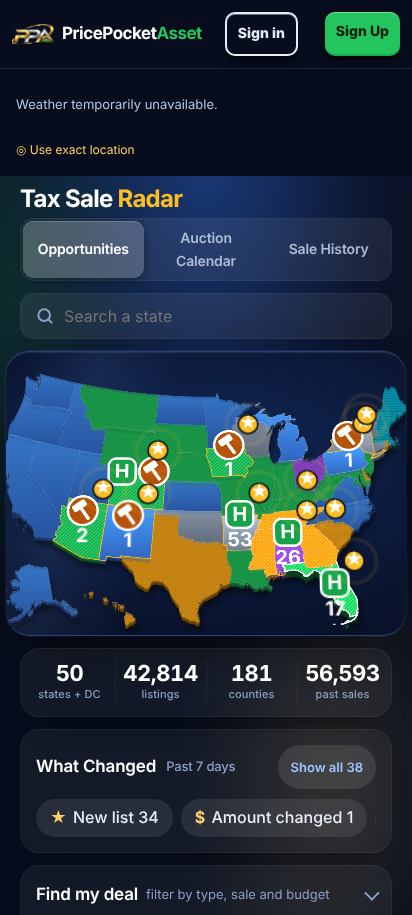 PPA PricePocketAsset Sign in Sign Up
Weather temporarily unavailable.
◎ Use exact location
Tax Sale Radar
Opportunities Auction Calendar Sale History
Search a state
H
1
1
H
2
1
H
53
H
26
H
17
50 42,814 181 56,593
states + DC listings counties past sales
What Changed Past 7 days Show all 38
★ New list 34 $ Amount changed 1
Find my deal filter by type, sale and budget